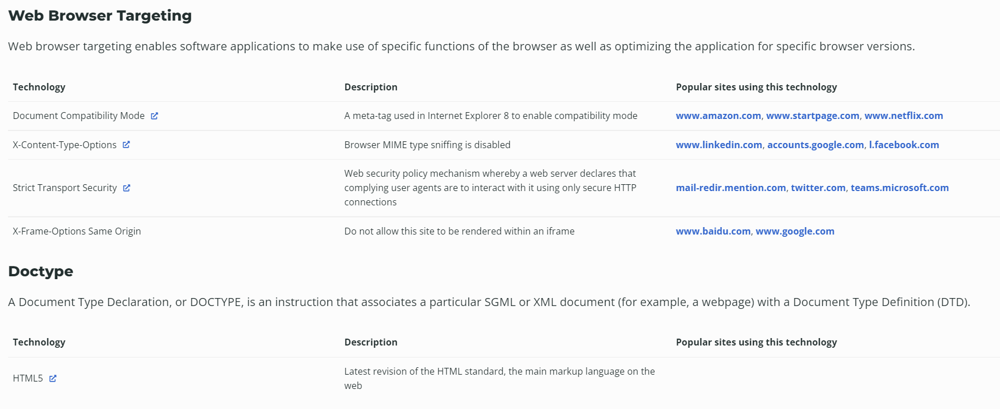 Web Browser Targeting
Web browser targeting enables software applications to make use of specific functions of the browser as well as optimizing the application for specific browser versions.
Technology Description Popular sites using this technology
Document Compatibility Mode A meta-tag used in Internet Explorer 8 to enable compatibility mode www.amazon.com, www.startpage.com, www.netflix.com
X-Content-Type-Options Browser MIME type sniffing is disabled www.linkedin.com, accounts.google.com, l.facebook.com
Web security policy mechanism whereby a web server declares that
Strict Transport Security complying user agents are to interact with it using only secure HTTP mail-redir.mention.com, twitter.com, teams.microsoft.com
connections
X-Frame-Options Same Origin Do not allow this site to be rendered within an iframe www.baidu.com, www.google.com
Doctype
A Document Type Declaration, or DOCTYPE, is an instruction that associates a particular SGML or XML document (for example, a webpage) with a Document Type Definition (DTD).
Technology Description Popular sites using this technology
HTML5 Latest revision of the HTML standard, the main markup language on the
web